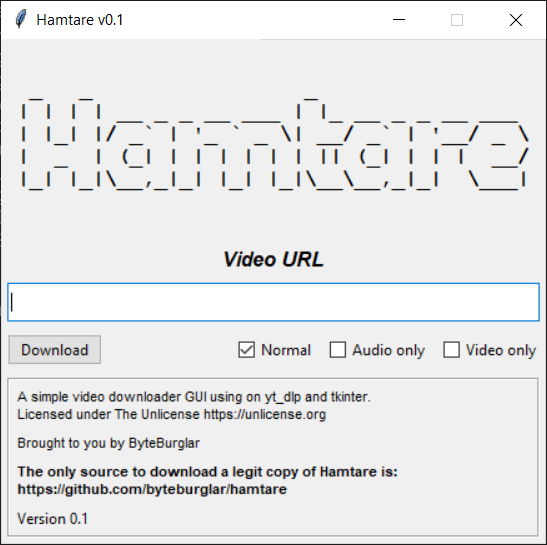 Hamtare v0.1
Hamtare
Video URL
Download
Normal
Audio only
Video only
A simple video downloader GUI using on yt_dlp and tkinter.
Licensed under The Unlicense https://unlicense.org
Brought to you by ByteBurglar
The only source to download a legit copy of Hamtare is:
https://github.com/byteburglar/hamtare
Version 0.1